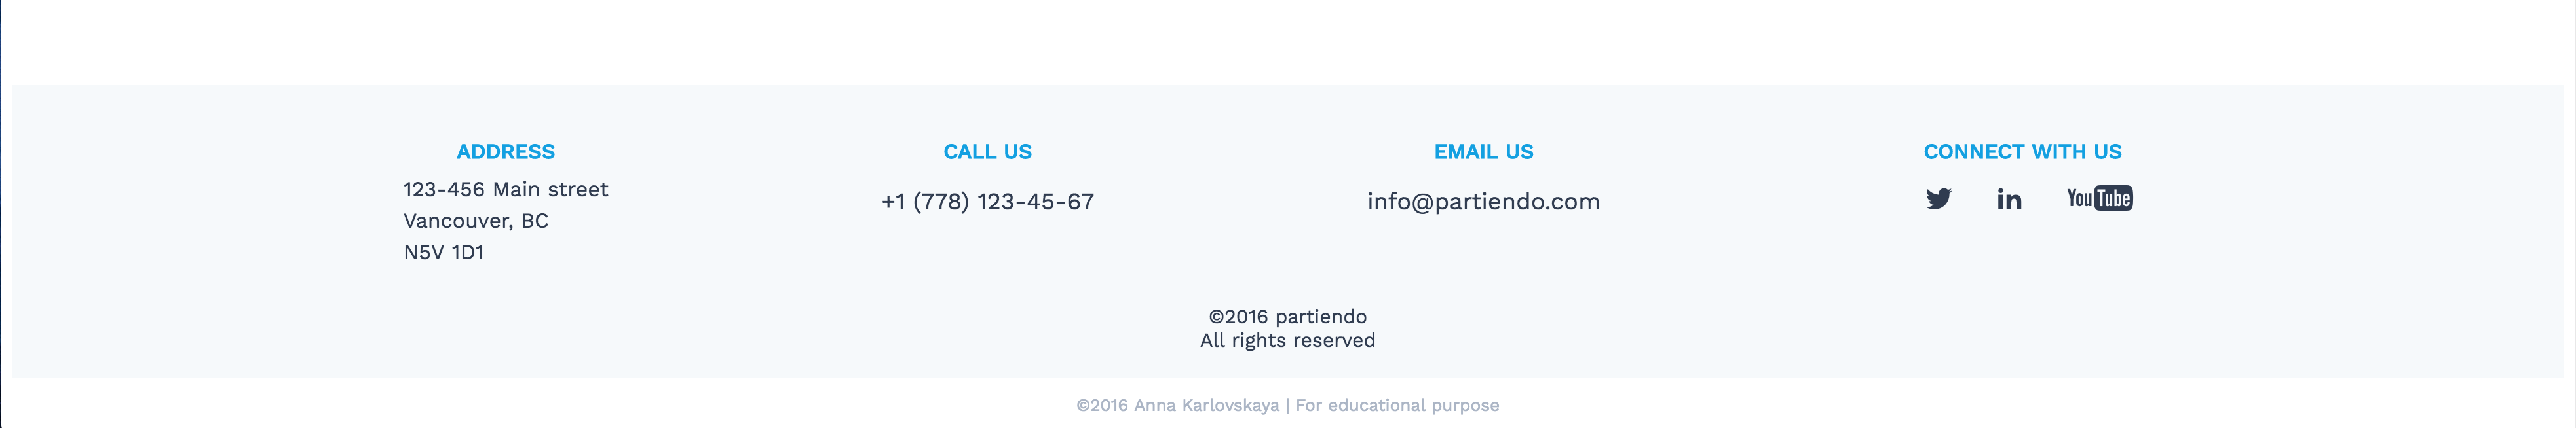 ADDRESS
123-456 Main street
Vancouver, BC
N5V 1D1
CALL US
+1 (778) 123-45-67
EMAIL US
info@partiendo.com
CONNECT WITH US
in
YouTube
©2016 partiendo
All rights reserved
©2016 Anna Karlovskaya | For educational purpose